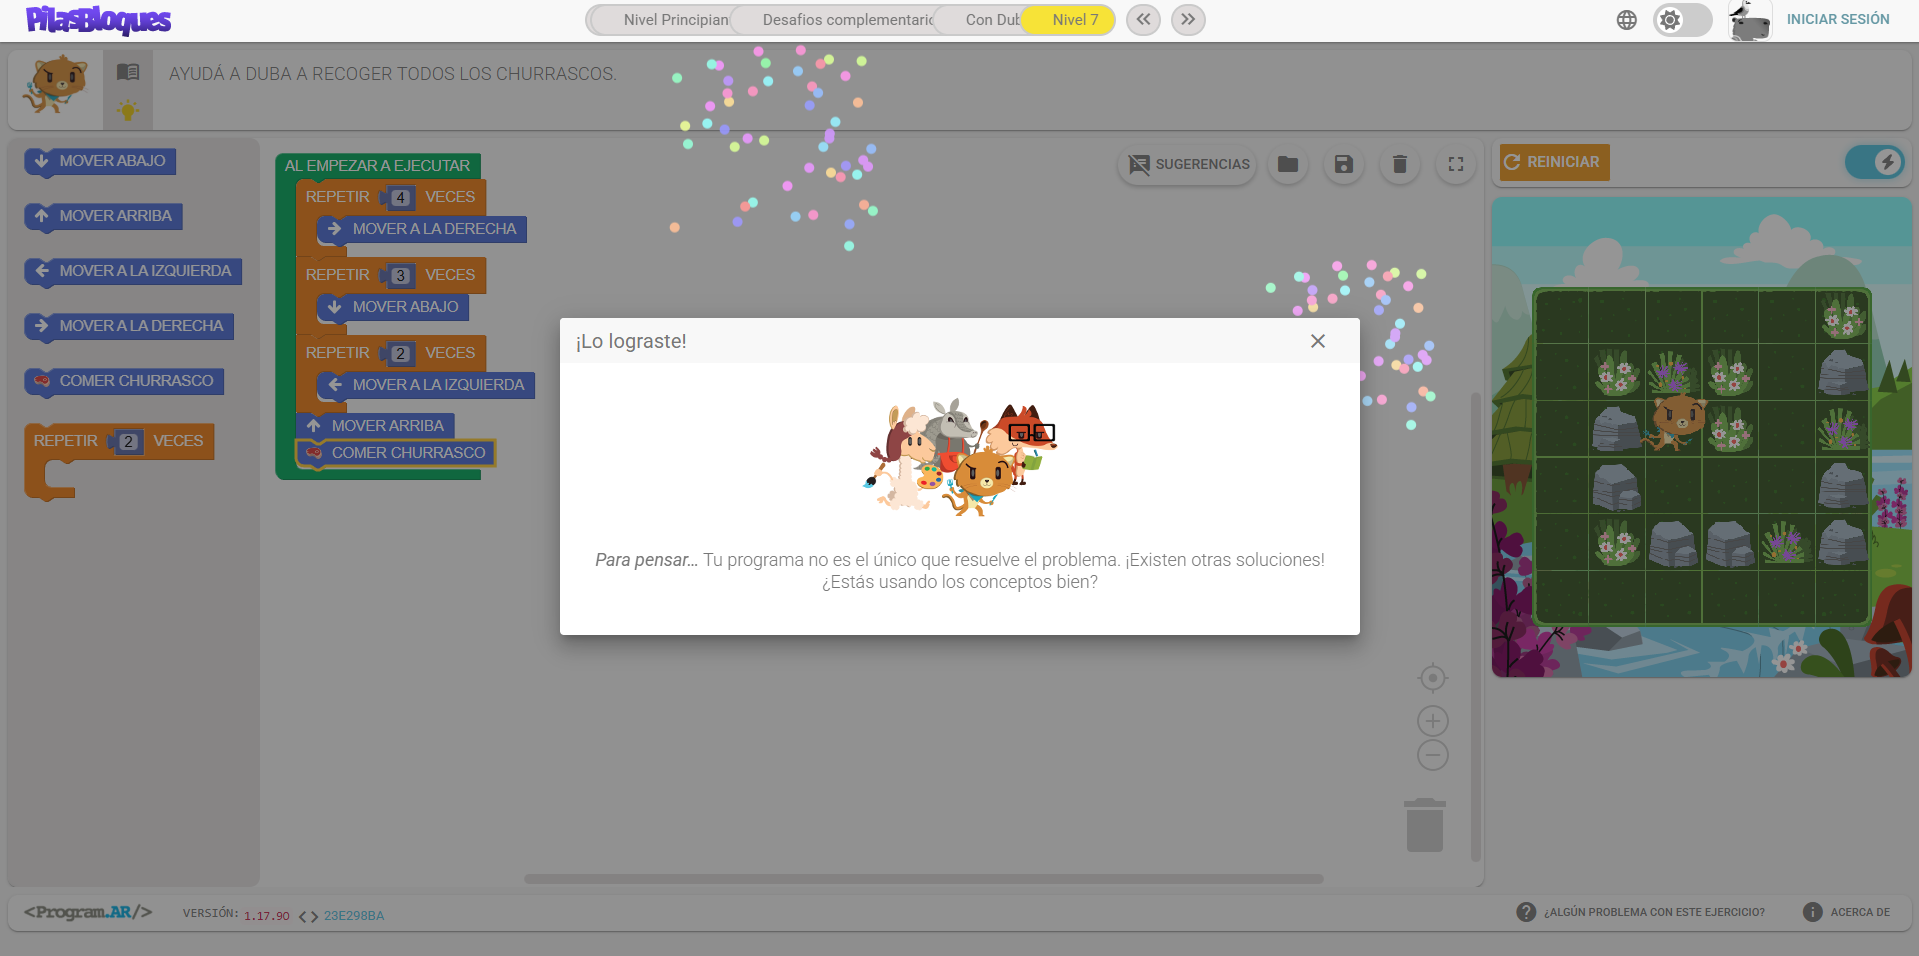 PilasBloques
Nivel Principian
Desafios complementario
Con Dub
Nivel 7
INICIAR SESIÓN
AYUDÁ A DUBA A RECOGER TODOS LOS CHURRASCOS.
MOVER ABAJO
MOVER ARRIBA
MOVER A LA IZQUIERDA
MOVER A LA DERECHA
COMER CHURRASCO
REPETIR 2 VECES
AL EMPEZAR A EJECUTAR
REPETIR 4 VECES
MOVER A LA DERECHA
REPETIR 3 VECES
MOVER ABAJO
REPETIR 2 VECES
MOVER A LA IZQUIERDA
MOVER ARRIBA
COMER CHURRASCO
SUGERENCIAS
REINICIAR
¡Lo lograste!
Para pensar... Tu programa no es el único que resuelve el problema. ¡Existen otras soluciones!
¿Estás usando los conceptos bien?
<Program.AR/>
VERSIÓN: 1.17.90 <> 23E298BA
¿ALGÚN PROBLEMA CON ESTE EJERCICIO?
ACERCA DE